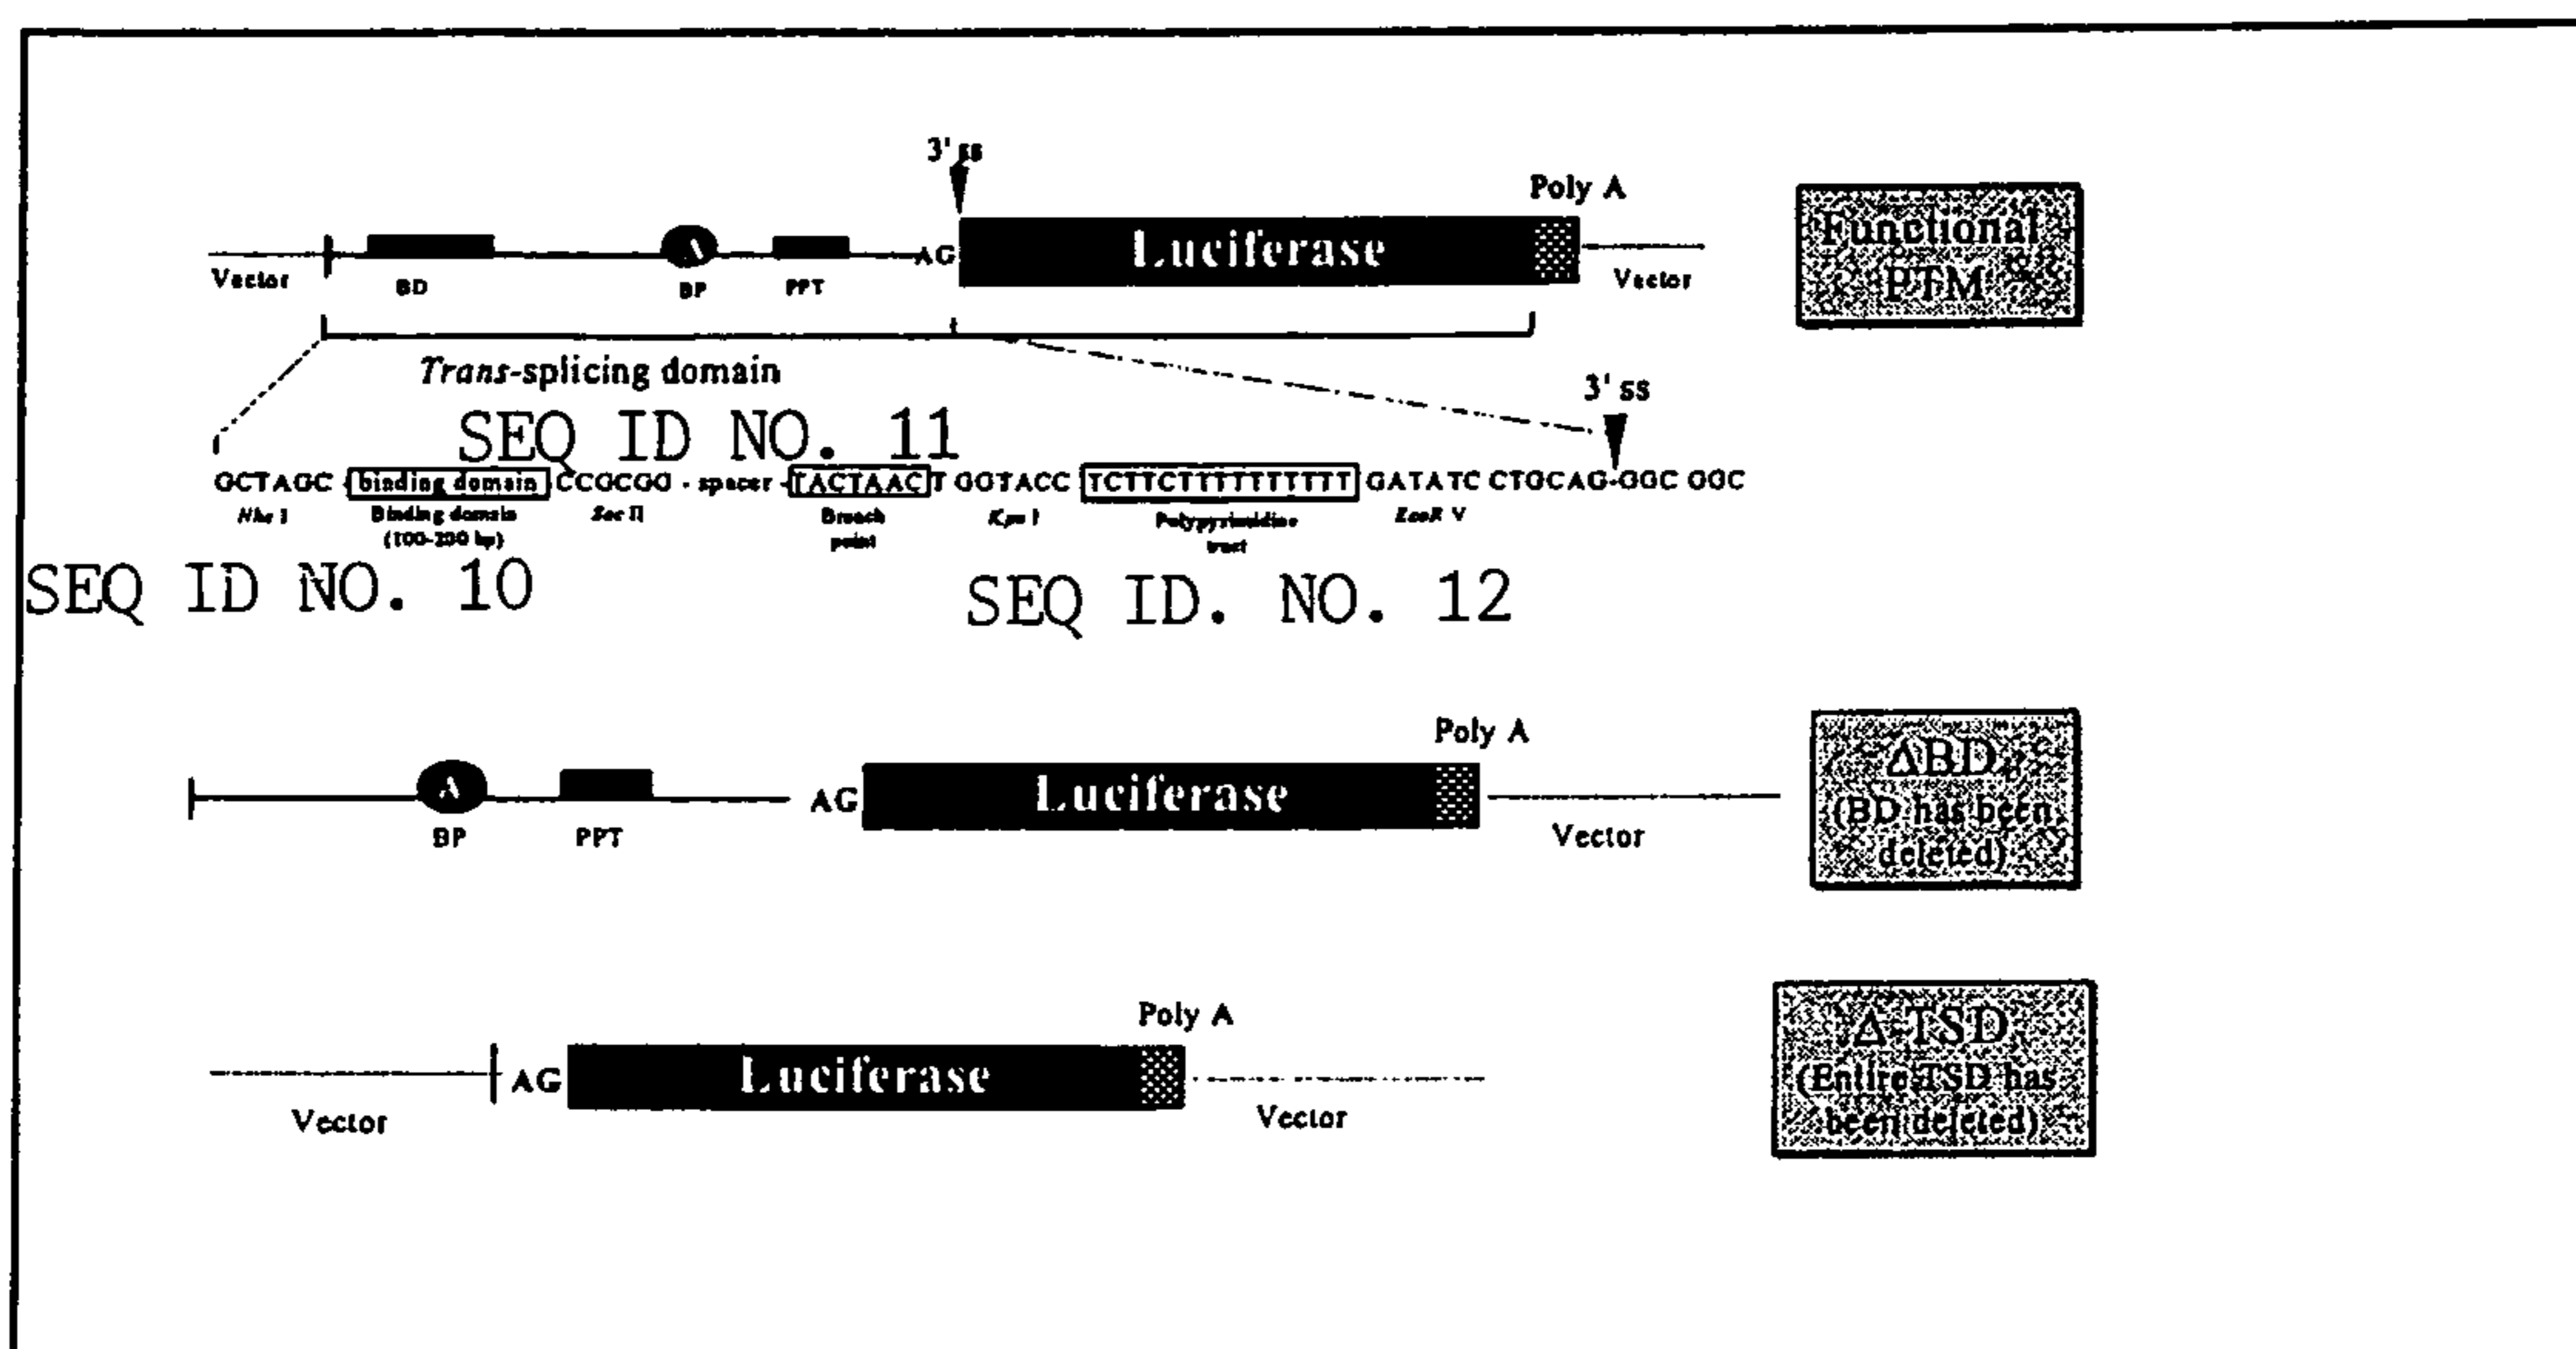 3' ss
Poly A
AG Luciferase
Functional
PTM
Vector BD BP PPT Vector
Trans-splicing domain
3' ss
SEQ ID NO. 11
GCTAGC binding domain CCGCGG - spacer - TACTAAC T GGTACC TCTTCTTTTTTTTTT GATATC CTGCAG-GGC GGC
Nhe I Binding domain Sac II Branch Kpn I Polypyrimidine EcoR V
(100-200 bp) point tract
SEQ ID NO. 10
SEQ ID. NO. 12
Poly A
A AG Luciferase
BP PPT Vector
ΔBD
(BD has been
deleted)
Poly A
AG Luciferase
Vector Vector
Δ TSD
(Entire TSD has
been deleted)